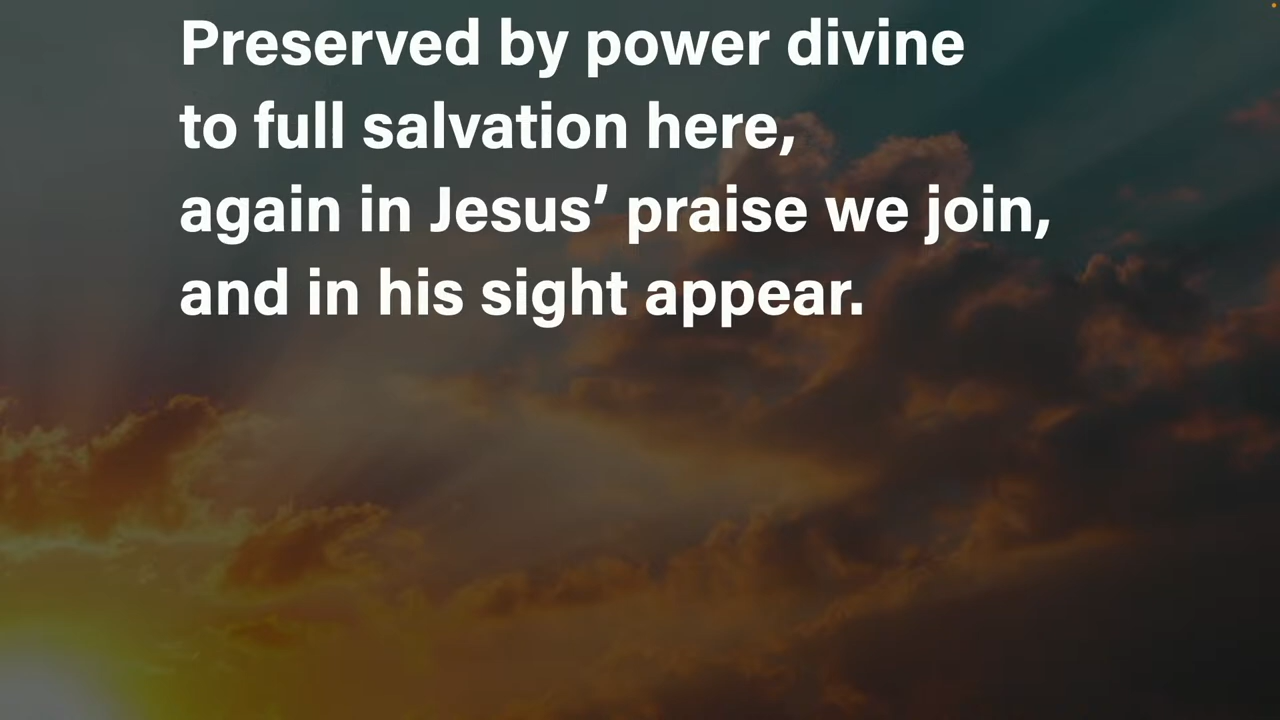 Preserved by power divine
to full salvation here,
again in Jesus’ praise we join,
and in his sight appear.